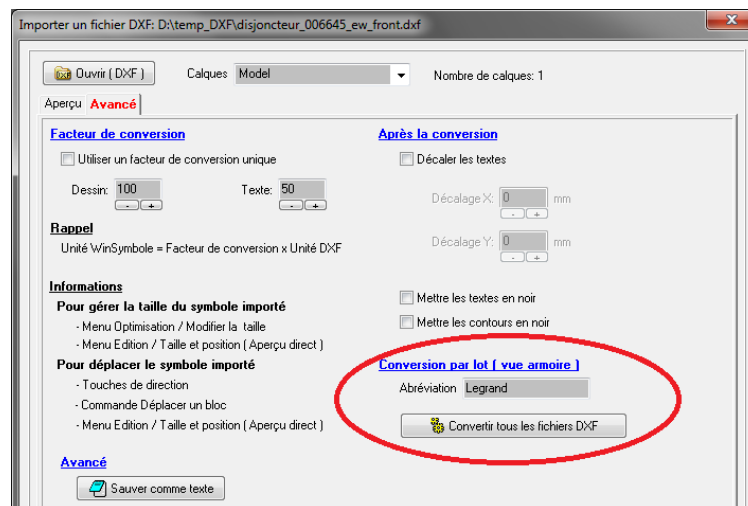 Importer un fichier DXF: D:\temp_DXF\disjoncteur_006645_ew_front.dxf
Ouvrir ( DXF )
Calques Model
Nombre de calques: 1
Aperçu Avancé
Facteur de conversion
Utiliser un facteur de conversion unique
Dessin: 100
- +
Texte: 50
- +
Rappel
Unité WinSymbole = Facteur de conversion x Unité DXF
Informations
Pour gérer la taille du symbole importé
- Menu Optimisation / Modifier la taille
- Menu Edition / Taille et position ( Aperçu direct )
Pour déplacer le symbole importé
- Touches de direction
- Commande Déplacer un bloc
- Menu Edition / Taille et position ( Aperçu direct )
Avancé
Sauver comme texte
Après la conversion
Décaler les textes
Décalage X: 0 mm
- +
Décalage Y: 0 mm
- +
Mettre les textes en noir
Mettre les contours en noir
Conversion par lot ( vue armoire )
Abréviation Legrand
Convertir tous les fichiers DXF